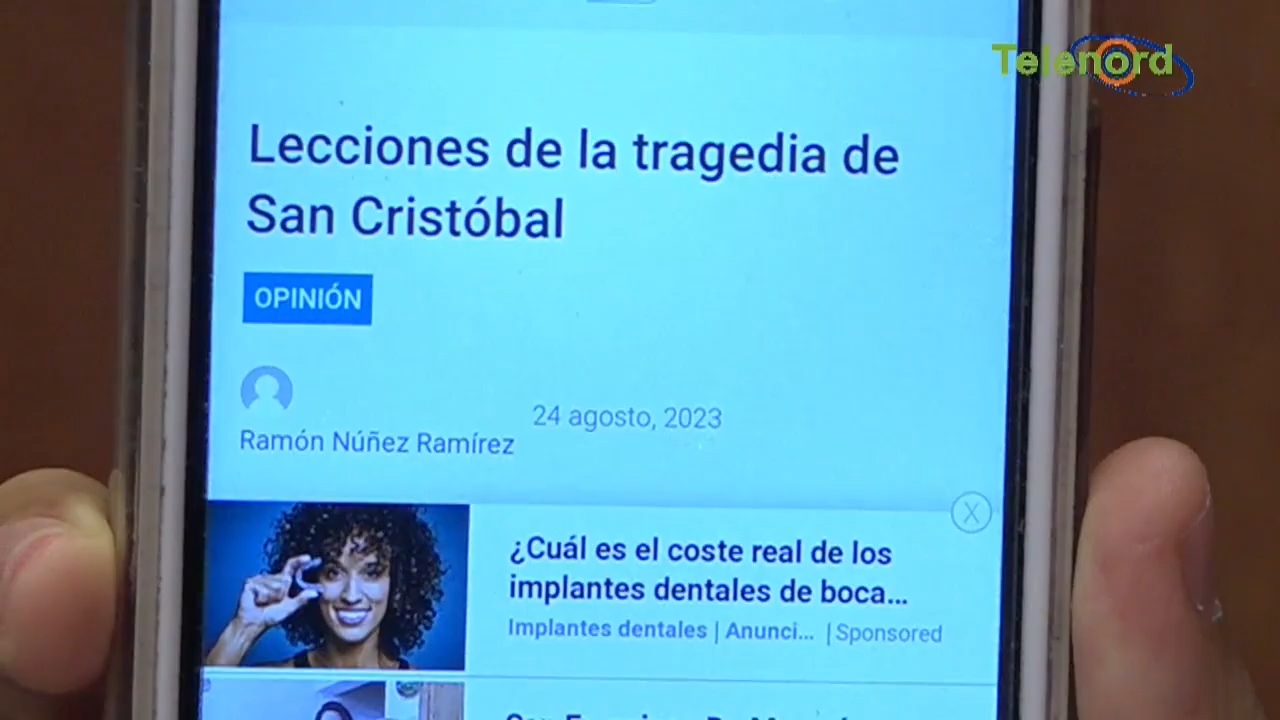 Telenord
Lecciones de la tragedia de
San Cristóbal
OPINIÓN
24 agosto, 2023
Ramón Núñez Ramírez
X
¿Cuál es el coste real de los
implantes dentales de boca...
Implantes dentales | Anunci... | Sponsored